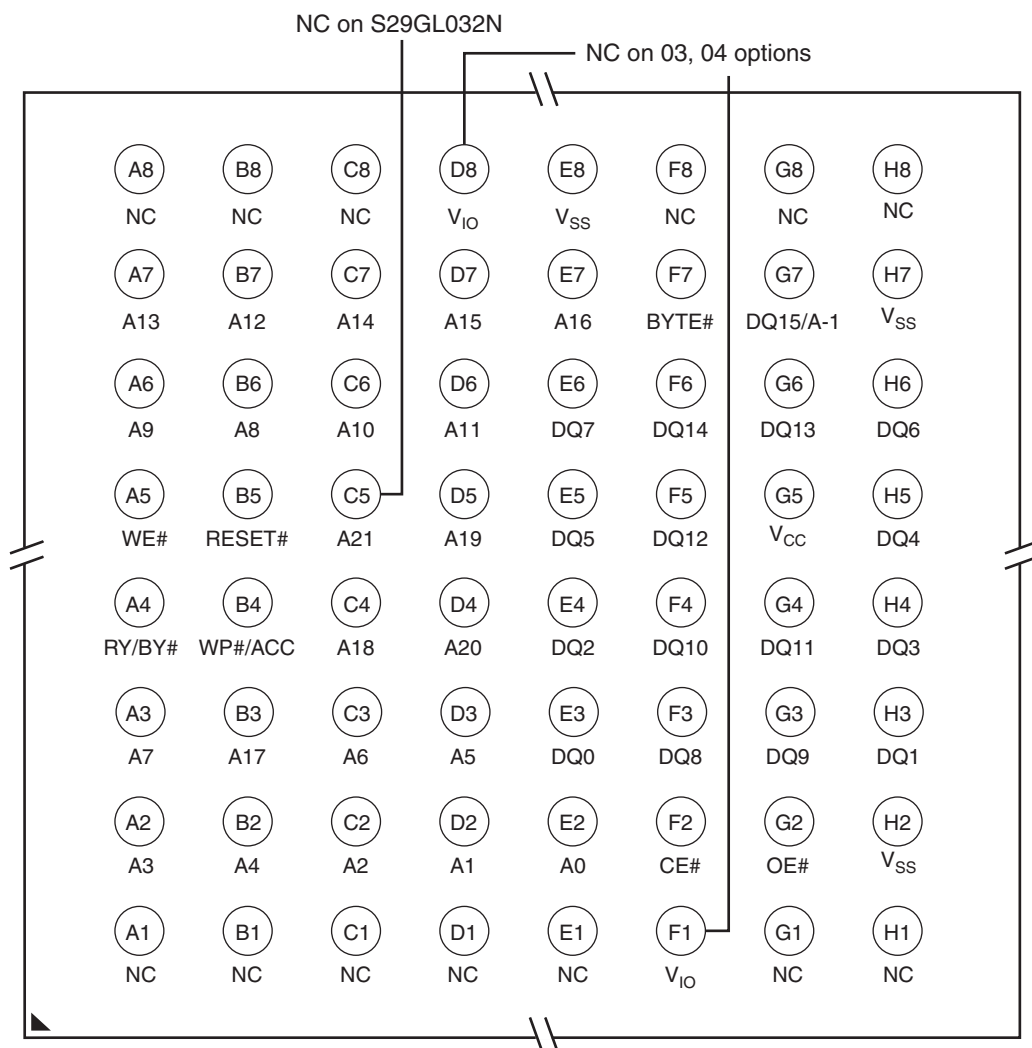 NC on S29GL032N
NC on 03, 04 options
A8 B8 C8 D8 E8 F8 G8 H8
NC NC NC VIO VSS NC NC NC
A7 B7 C7 D7 E7 F7 G7 H7
A13 A12 A14 A15 A16 BYTE# DQ15/A-1 VSS
A6 B6 C6 D6 E6 F6 G6 H6
A9 A8 A10 A11 DQ7 DQ14 DQ13 DQ6
A5 B5 C5 D5 E5 F5 G5 H5
WE# RESET# A21 A19 DQ5 DQ12 VCC DQ4
A4 B4 C4 D4 E4 F4 G4 H4
RY/BY# WP#/ACC A18 A20 DQ2 DQ10 DQ11 DQ3
A3 B3 C3 D3 E3 F3 G3 H3
A7 A17 A6 A5 DQ0 DQ8 DQ9 DQ1
A2 B2 C2 D2 E2 F2 G2 H2
A3 A4 A2 A1 A0 CE# OE# VSS
A1 B1 C1 D1 E1 F1 G1 H1
NC NC NC NC NC VIO NC NC